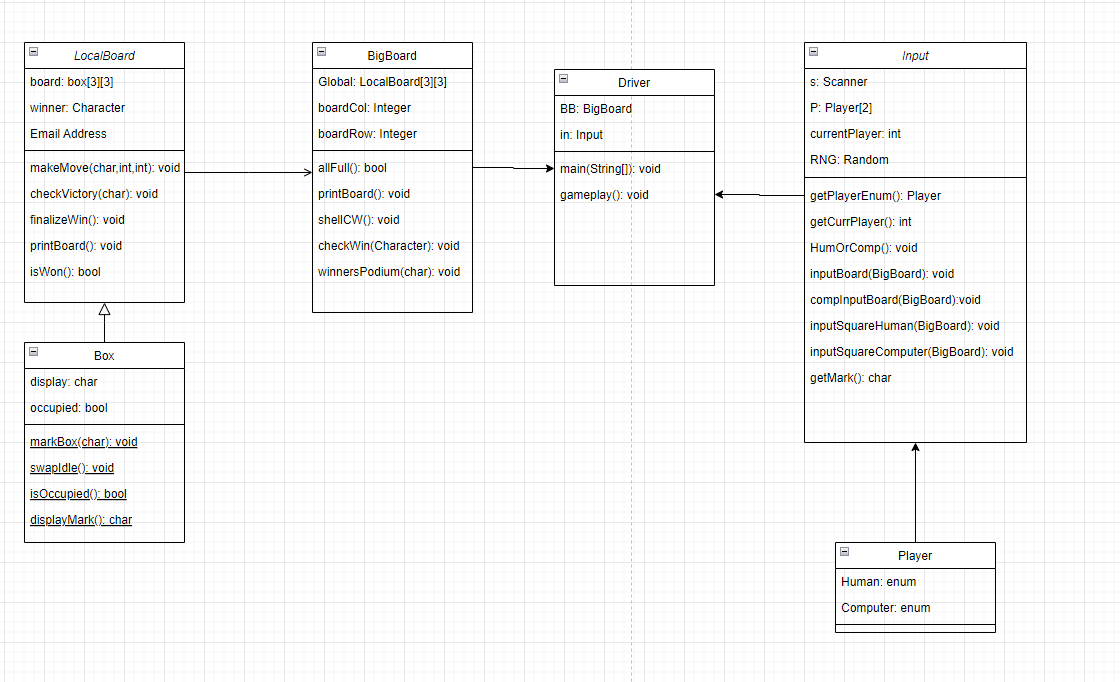 LocalBoard
board: box[3][3]
winner: Character
Email Address
makeMove(char,int,int): void
checkVictory(char): void
finalizeWin(): void
printBoard(): void
isWon(): bool
Box
display: char
occupied: bool
markBox(char): void
swapIdle(): void
isOccupied(): bool
displayMark(): char
BigBoard
Global: LocalBoard[3][3]
boardCol: Integer
boardRow: Integer
allFull(): bool
printBoard(): void
shellCW(): void
checkWin(Character): void
winnersPodium(char): void
Driver
BB: BigBoard
in: Input
main(String[]): void
gameplay(): void
Input
s: Scanner
P: Player[2]
currentPlayer: int
RNG: Random
getPlayerEnum(): Player
getCurrPlayer(): int
HumOrComp(): void
inputBoard(BigBoard): void
compInputBoard(BigBoard):void
inputSquareHuman(BigBoard): void
inputSquareComputer(BigBoard): void
getMark(): char
Player
Human: enum
Computer: enum